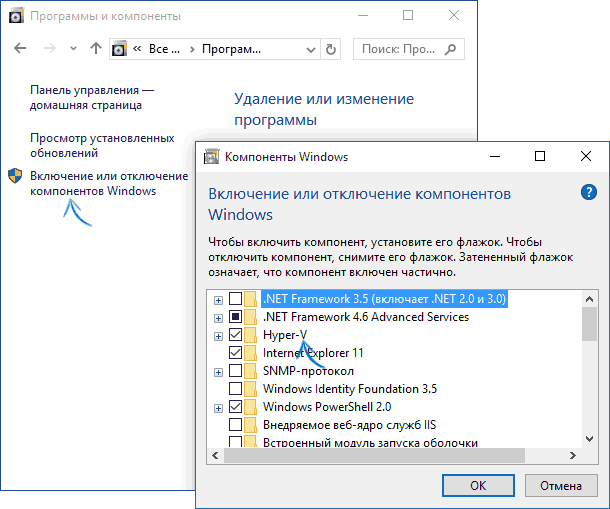 Программы и компоненты
« Все ... › Програм... Поиск: Про...
Панель управления —
домашняя страница
Просмотр установленных
обновлений
Включение или отключение
компонентов Windows
Удаление или изменение
программы
Компоненты Windows
Включение или отключение компонентов
Windows
?
Чтобы включить компонент, установите его флажок. Чтобы
отключить компонент, снимите его флажок. Затененный флажок
означает, что компонент включен частично.
.NET Framework 3.5 (включает .NET 2.0 и 3.0)
.NET Framework 4.6 Advanced Services
Hyper-V
Internet Explorer 11
SNMP-протокол
Windows Identity Foundation 3.5
Windows PowerShell 2.0
Внедряемое веб-ядро служб IIS
Встроенный модуль запуска оболочки
OK Отмена